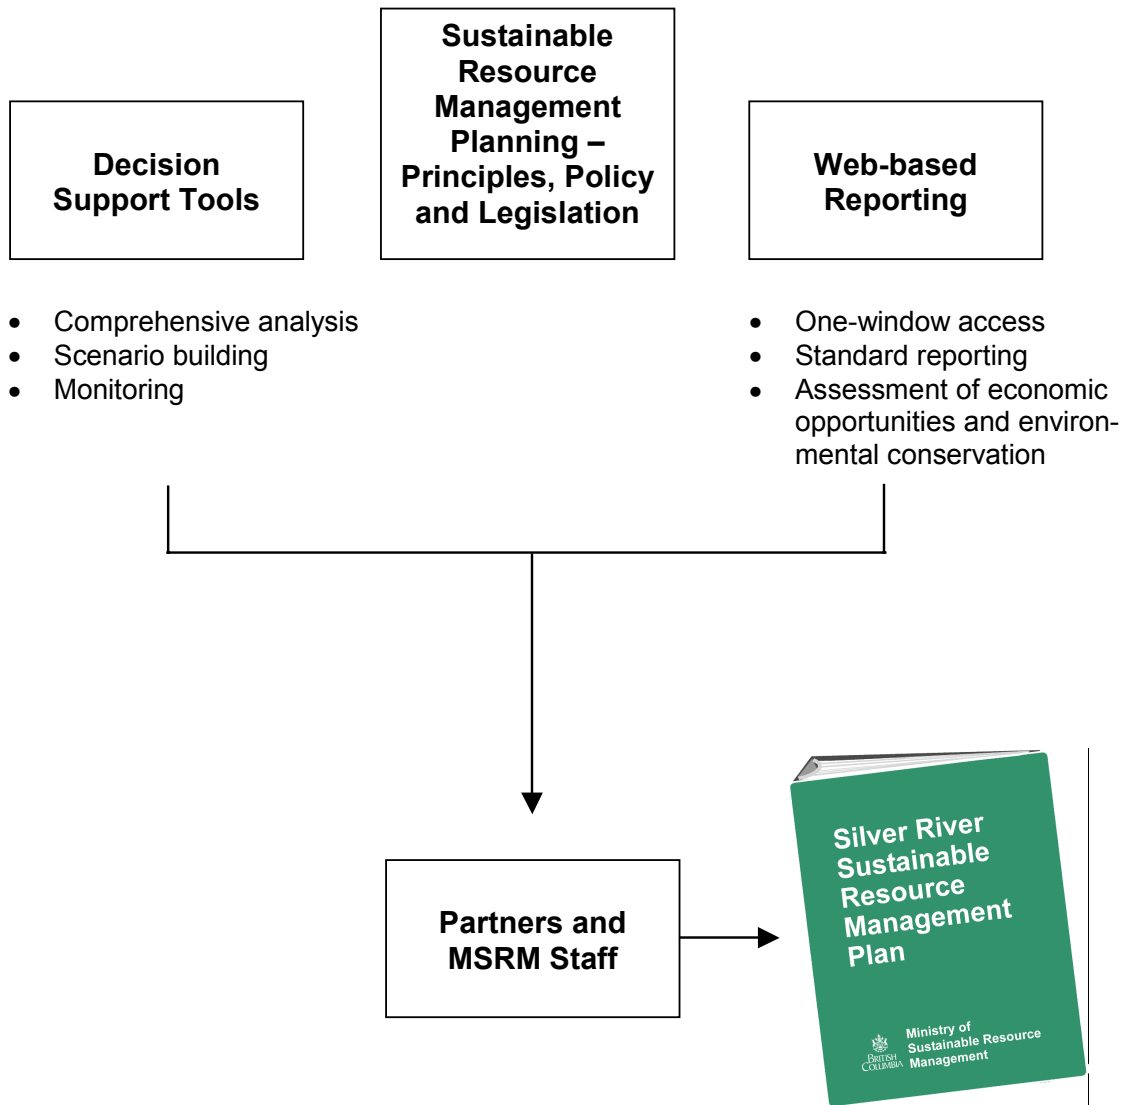 Sustainable
Resource
Management
Planning –
Principles, Policy
and Legislation
Decision
Support Tools
Web-based
Reporting
• Comprehensive analysis
• Scenario building
• Monitoring
• One-window access
• Standard reporting
• Assessment of economic
opportunities and environ-
mental conservation
Partners and
MSRM Staff
Silver River
Sustainable
Resource
Management
Plan
BRITISH
COLUMBIA
Ministry of
Sustainable Resource
Management